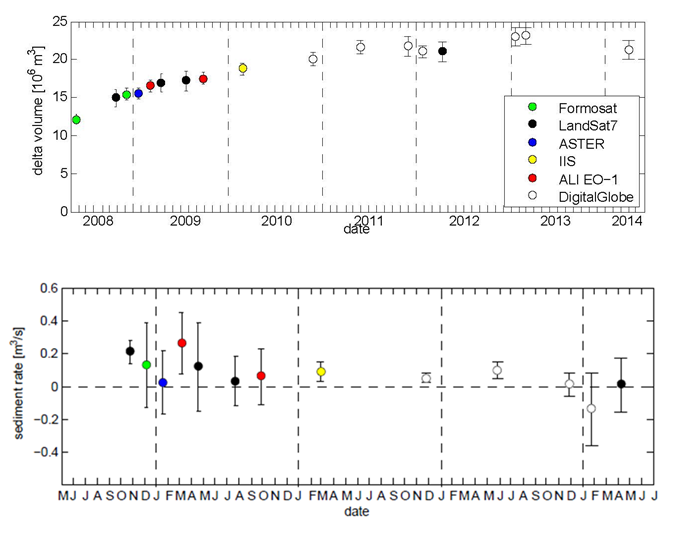 delta volume [10⁶ m³]
25
20
15
10
5
0
Formosat
LandSat7
ASTER
IIS
ALI EO−1
DigitalGlobe
2008 2009 2010 2011 2012 2013 2014
date
sediment rate [m³/s]
0.6
0.4
0.2
0
−0.2
−0.4
M J J A S O N D J F M A M J J A S O N D J F M A M J J A S O N D J F M A M J J A S O N D J F M A M J J
date